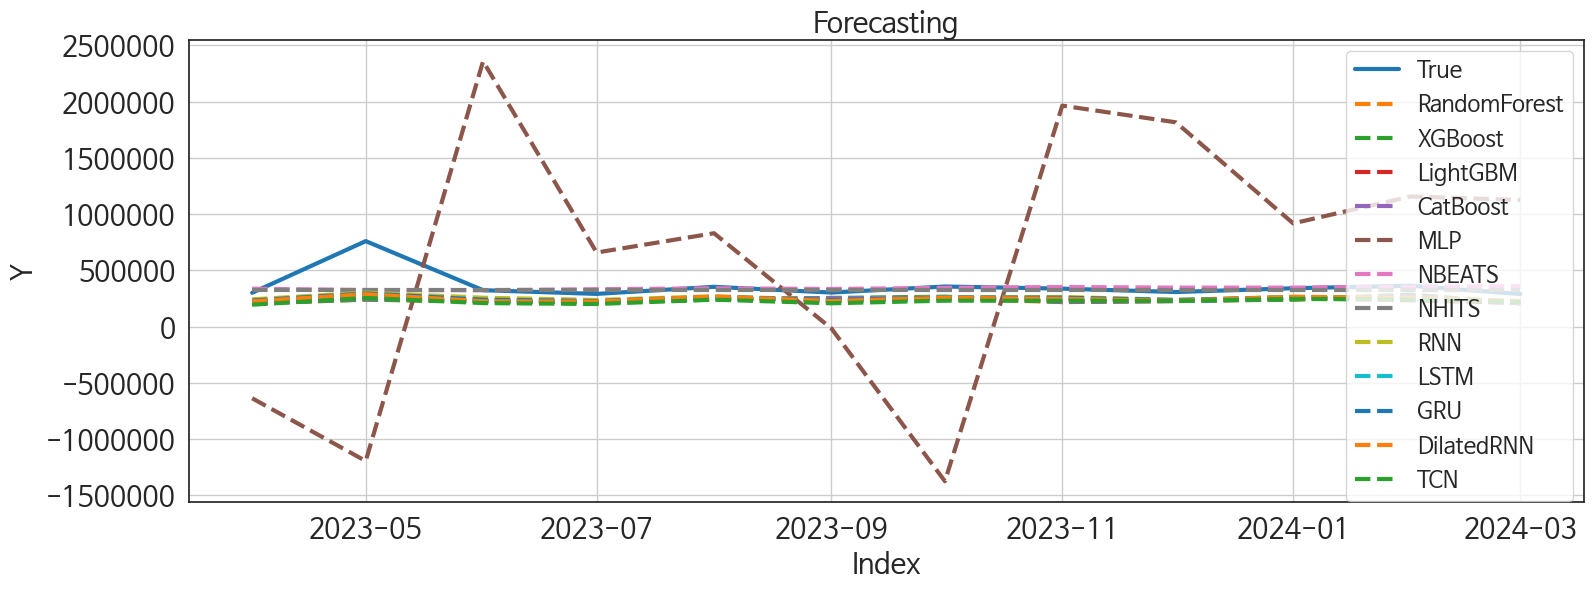 Forecasting
2500000
2000000
1500000
1000000
500000
0
−500000
−1000000
−1500000
Y
2023−05
2023−07
2023−09
2023−11
2024−01
2024−03
Index
True
RandomForest
XGBoost
LightGBM
CatBoost
MLP
NBEATS
NHITS
RNN
LSTM
GRU
DilatedRNN
TCN